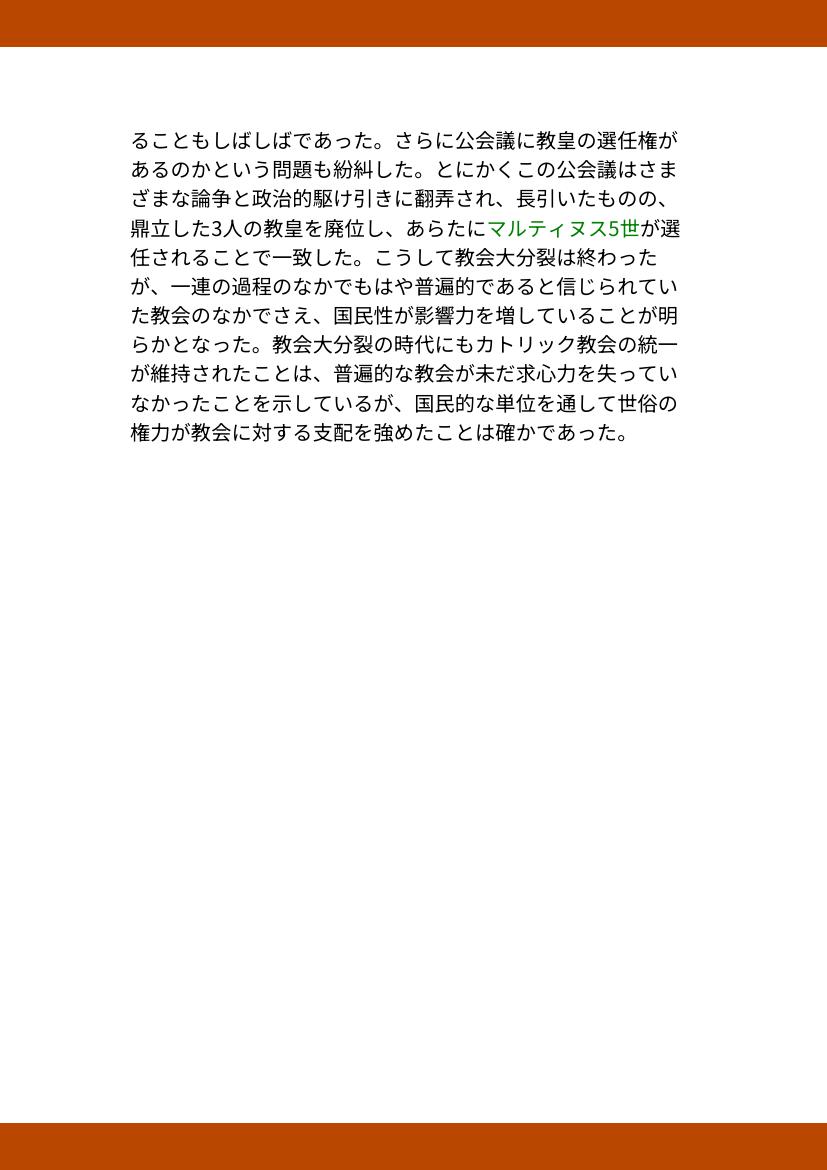 ることもしばしばであった。さらに公会議に教皇の選任権が
あるのかという問題も紛糾した。とにかくこの公会議はさま
ざまな論争と政治的駆け引きに翻弄され、長引いたものの、
鼎立した3人の教皇を廃位し、あらたにマルティヌス5世が選
任されることで一致した。こうして教会大分裂は終わった
が、一連の過程のなかでもはや普遍的であると信じられてい
た教会のなかでさえ、国民性が影響力を増していることが明
らかとなった。教会大分裂の時代にもカトリック教会の統一
が維持されたことは、普遍的な教会が未だ求心力を失ってい
なかったことを示しているが、国民的な単位を通して世俗の
権力が教会に対する支配を強めたことは確かであった。